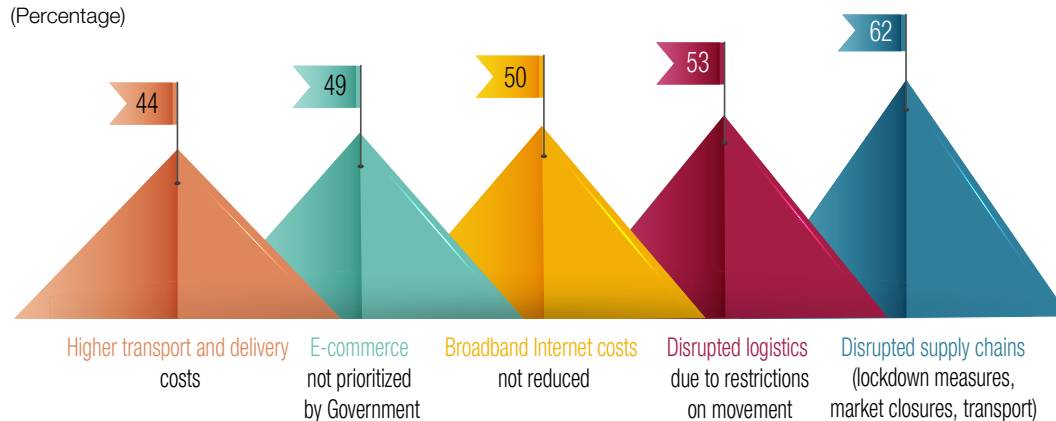 (Percentage)
44
49
50
53
62
Higher transport and delivery
costs
E-commerce
not prioritized
by Government
Broadband Internet costs
not reduced
Disrupted logistics
due to restrictions
on movement
Disrupted supply chains
(lockdown measures,
market closures, transport)